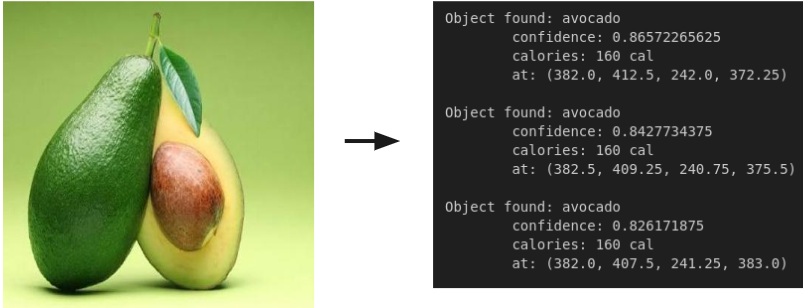 Object found: avocado
confidence: 0.86572265625
calories: 160 cal
at: (382.0, 412.5, 242.0, 372.25)
Object found: avocado
confidence: 0.8427734375
calories: 160 cal
at: (382.5, 409.25, 240.75, 375.5)
Object found: avocado
confidence: 0.826171875
calories: 160 cal
at: (382.0, 407.5, 241.25, 383.0)